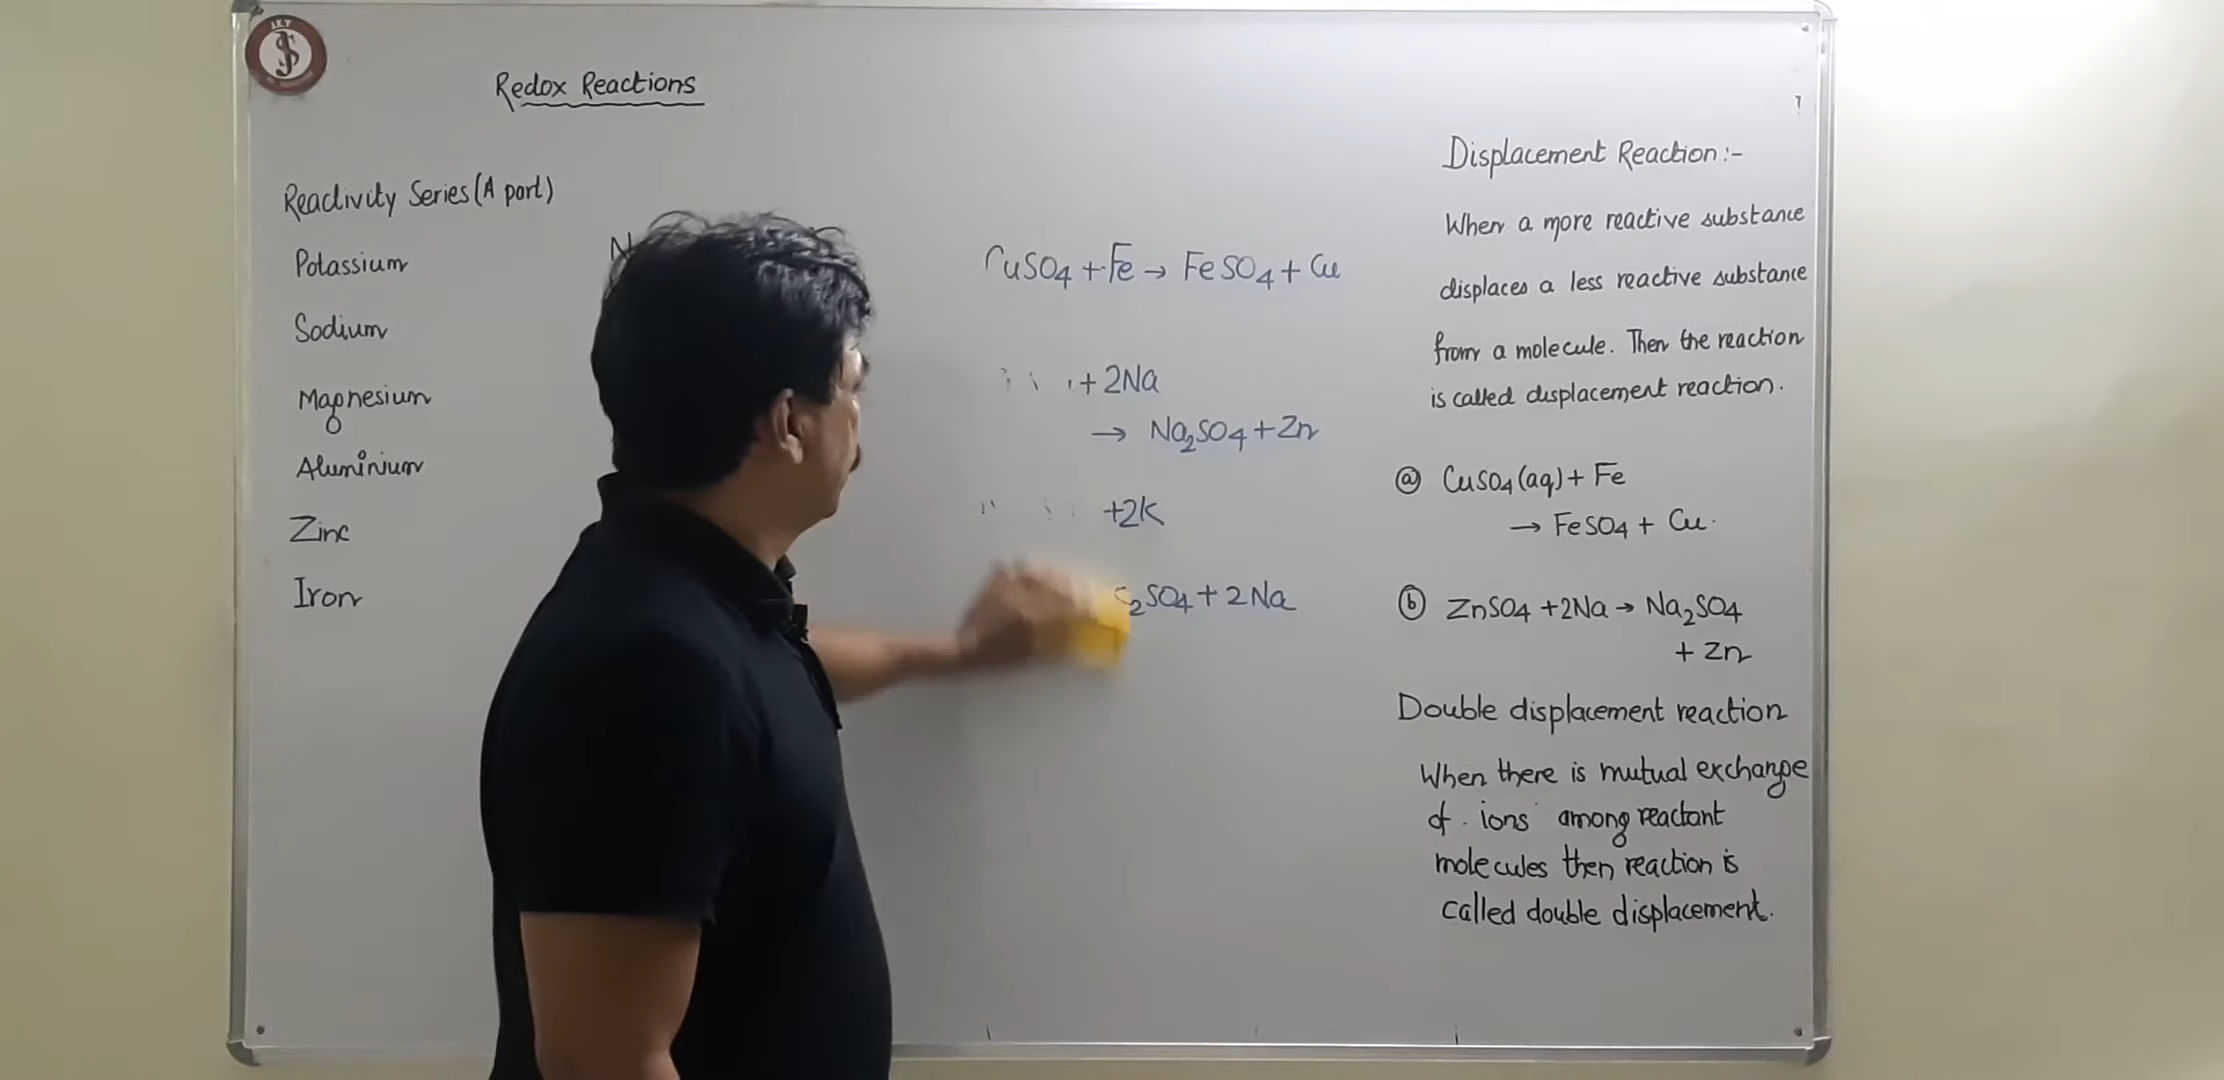 Redox Reactions
Reactivity Series (A part)
Potassium
Sodium
Magnesium
Aluminium
Zinc
Iron
CuSO4 + Fe → FeSO4 + Cu
+ 2Na
→ Na2SO4 + Zn
+2K
2SO4 + 2Na
Displacement Reaction :-
When a more reactive substance
displaces a less reactive substance
from a molecule. Then the reaction
is called displacement reaction.
ⓐ CuSO4(aq) + Fe
→ FeSO4 + Cu.
ⓑ ZnSO4 + 2Na → Na2SO4
+ Zn
Double displacement reaction
When there is mutual exchange
of ions among reactant
molecules then reaction is
called double displacement.